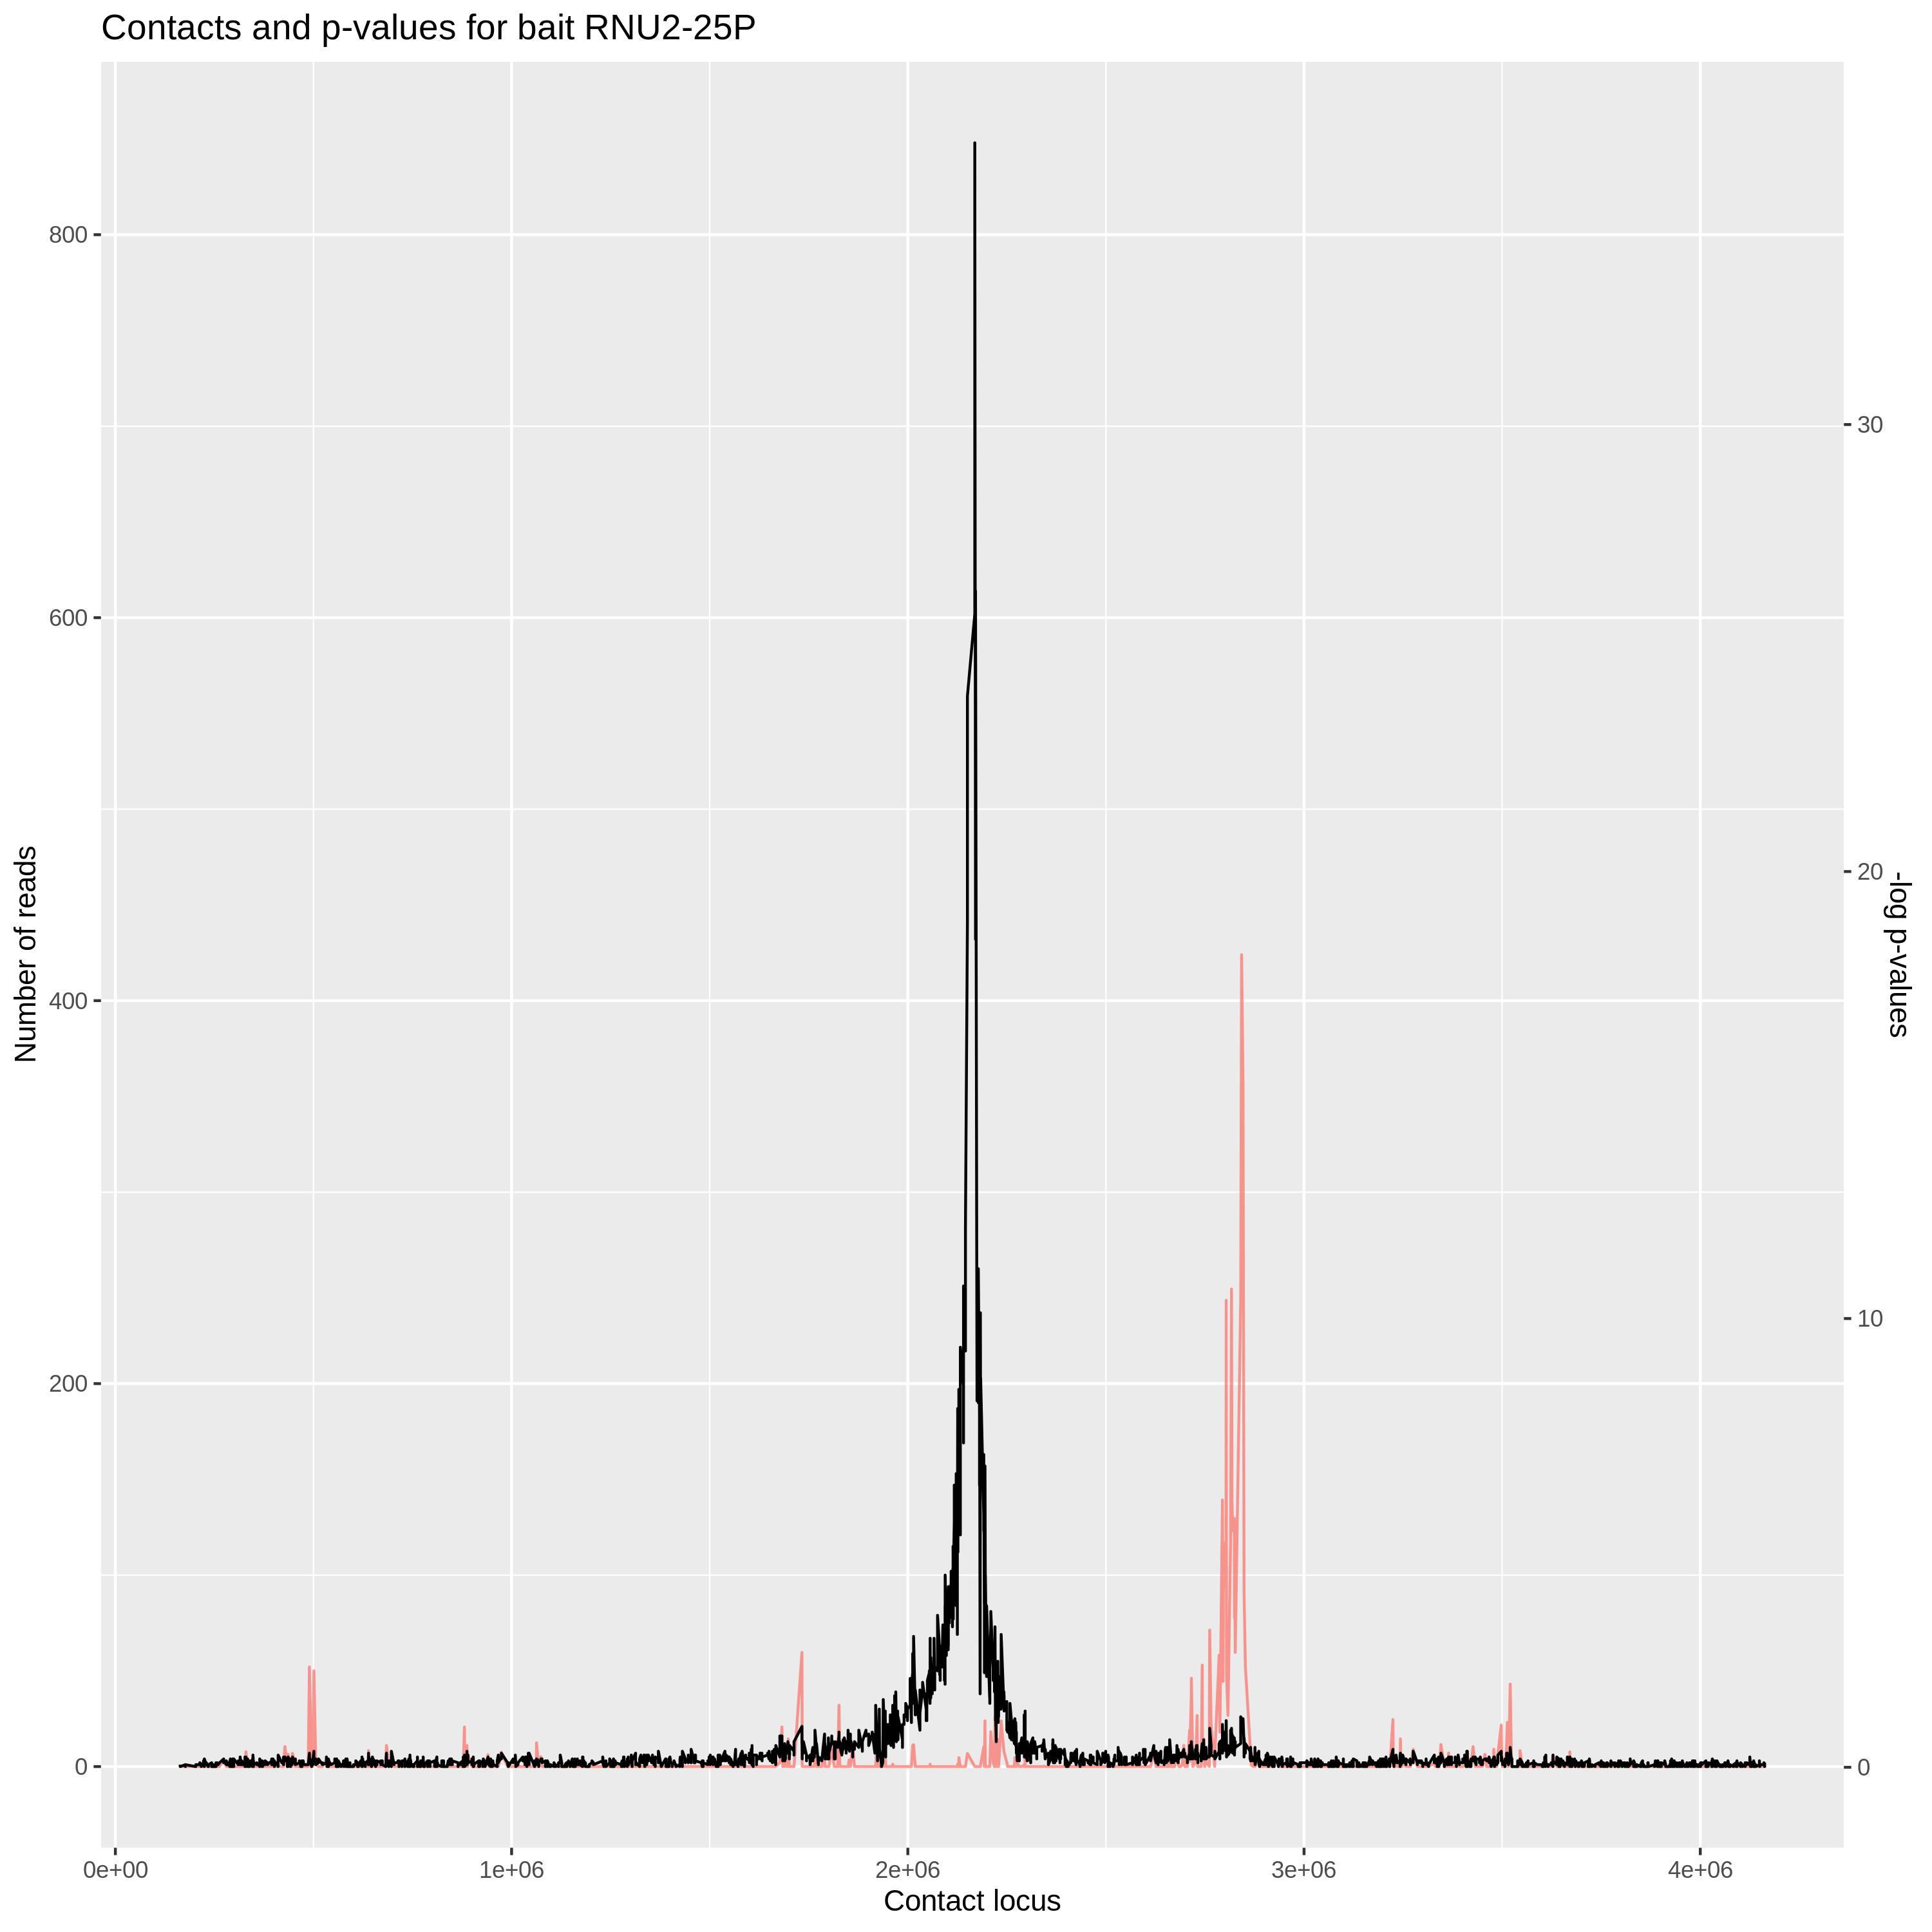 Contacts and p-values for bait RNU2-25P
800
600
400
200
0
Number of reads
30
20
10
0
-log p-values
0e+00 1e+06 2e+06 3e+06 4e+06
Contact locus